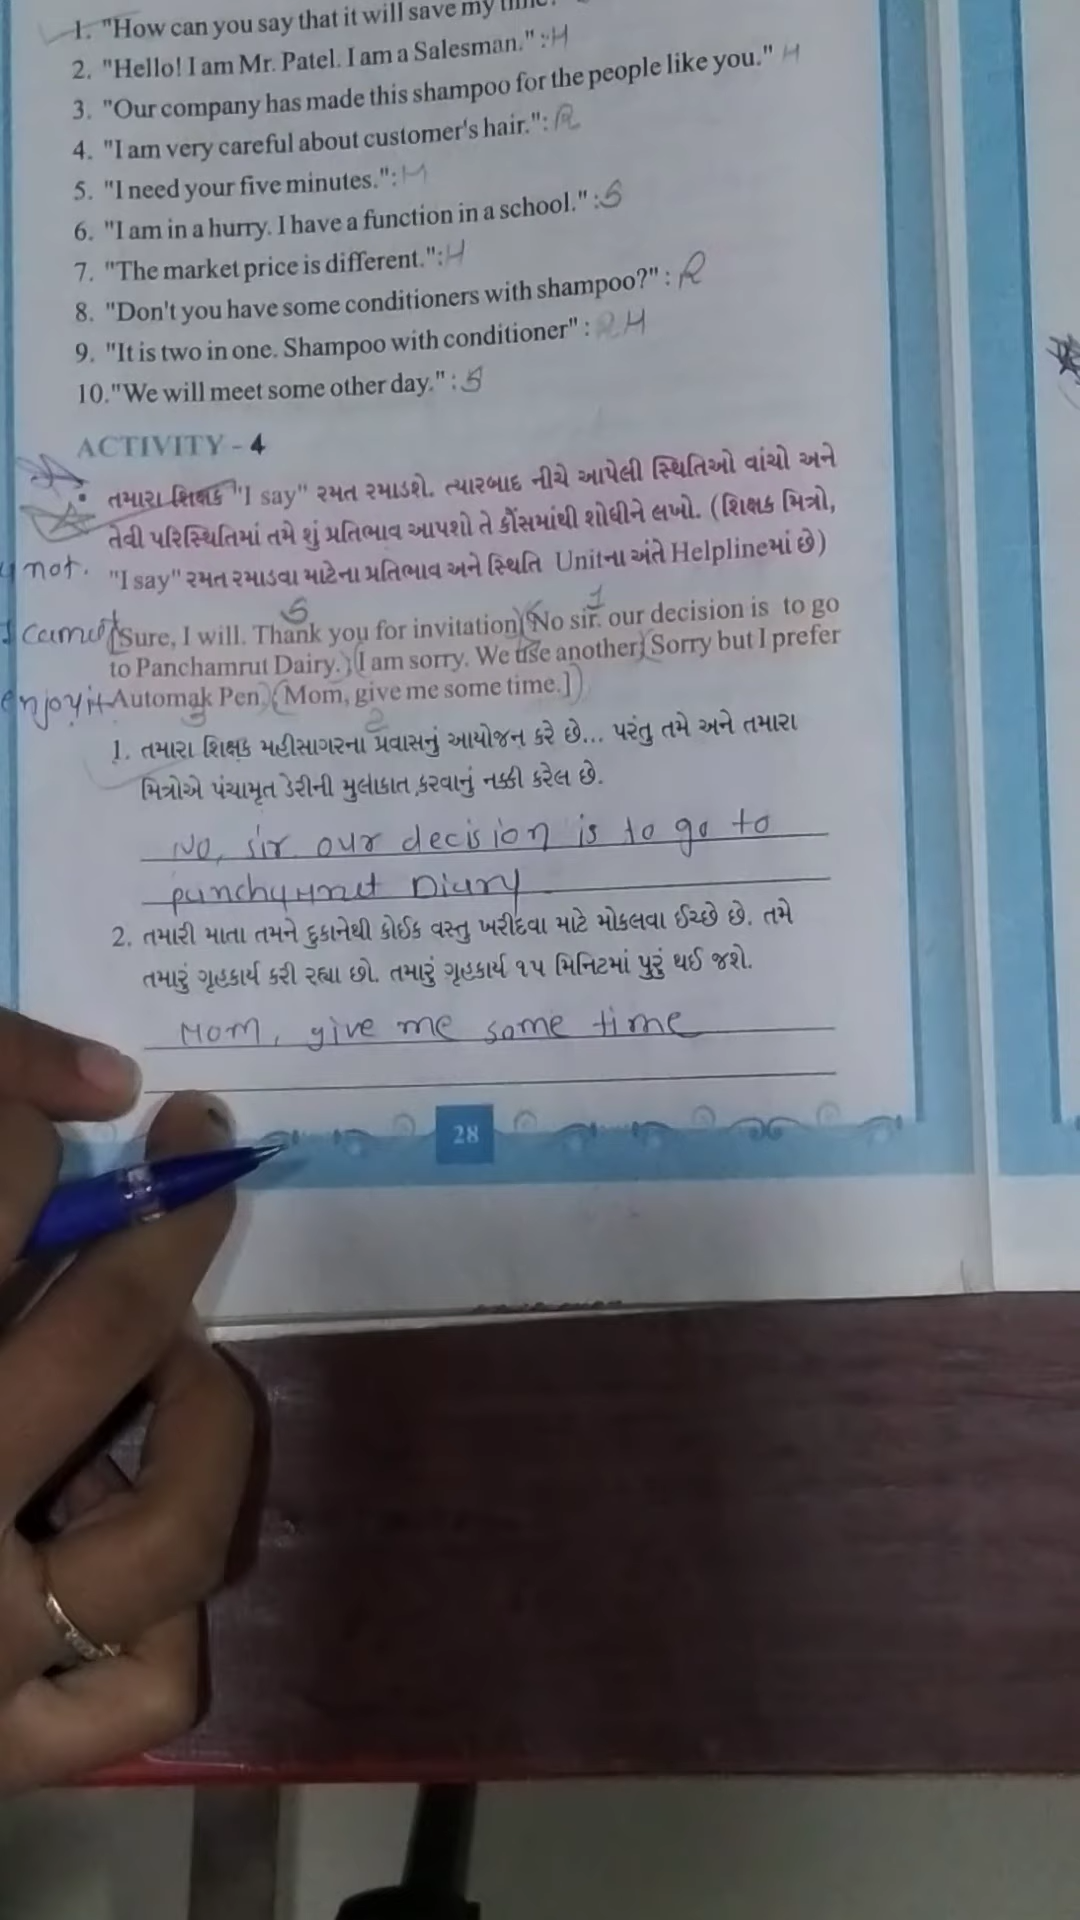 1. "How can you say that it will save my time.
2. "Hello! I am Mr. Patel. I am a Salesman." : H
3. "Our company has made this shampoo for the people like you." H
4. "I am very careful about customer's hair.": R
5. "I need your five minutes.": H
6. "I am in a hurry. I have a function in a school." : S
7. "The market price is different.": H
8. "Don't you have some conditioners with shampoo?" : R
9. "It is two in one. Shampoo with conditioner" : R H
10."We will meet some other day." : S
ACTIVITY - 4
• તમારા શિક્ષક "I say" રમત રમાડશે. ત્યારબાદ નીચે આપેલી સ્થિતિઓ વાંચો અને
તેવી પરિસ્થિતિમાં તમે શું પ્રતિભાવ આપશો તે કૌંસમાંથી શોધીને લખો. (શિક્ષક મિત્રો,
not.
"I say" રમત રમાડવા માટેના પ્રતિભાવ અને સ્થિતિ Unitના અંતે Helplineમાં છે)
5 1
I cannot
[Sure, I will. Thank you for invitation) (No sir. our decision is to go
to Panchamrut Dairy.) (I am sorry. We use another) (Sorry but I prefer
enjoy it
Automak Pen) (Mom, give me some time.])
3 2
1. તમારા શિક્ષક મહીસાગરના પ્રવાસનું આયોજન કરે છે... પરંતુ તમે અને તમારા
મિત્રોએ પંચામૃત ડેરીની મુલાકાત કરવાનું નક્કી કરેલ છે.
No, sir our decision is to go to
Diary
2. તમારી માતા તમને દુકાનેથી કોઈક વસ્તુ ખરીદવા માટે મોકલવા ઈચ્છે છે. તમે
તમારું ગૃહકાર્ય કરી રહ્યા છો. તમારું ગૃહકાર્ય ૧૫ મિનિટમાં પુરું થઈ જશે.
Mom, give me some time
28